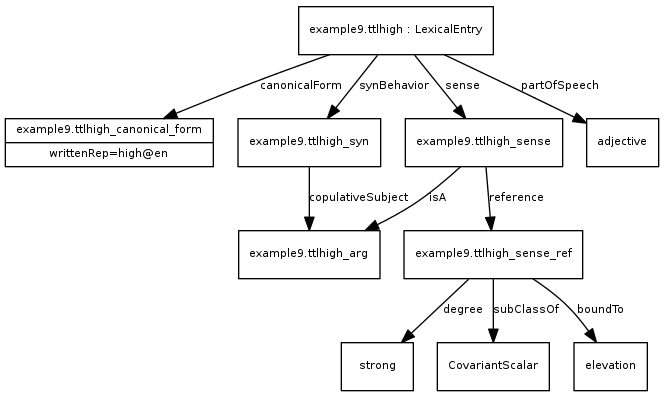 example9.ttlhigh : LexicalEntry
canonicalForm
synBehavior
sense
partOfSpeech
example9.ttlhigh_canonical_form
writtenRep=high@en
example9.ttlhigh_syn
example9.ttlhigh_sense
adjective
copulativeSubject
isA
reference
example9.ttlhigh_arg
example9.ttlhigh_sense_ref
degree
subClassOf
boundTo
strong
CovariantScalar
elevation